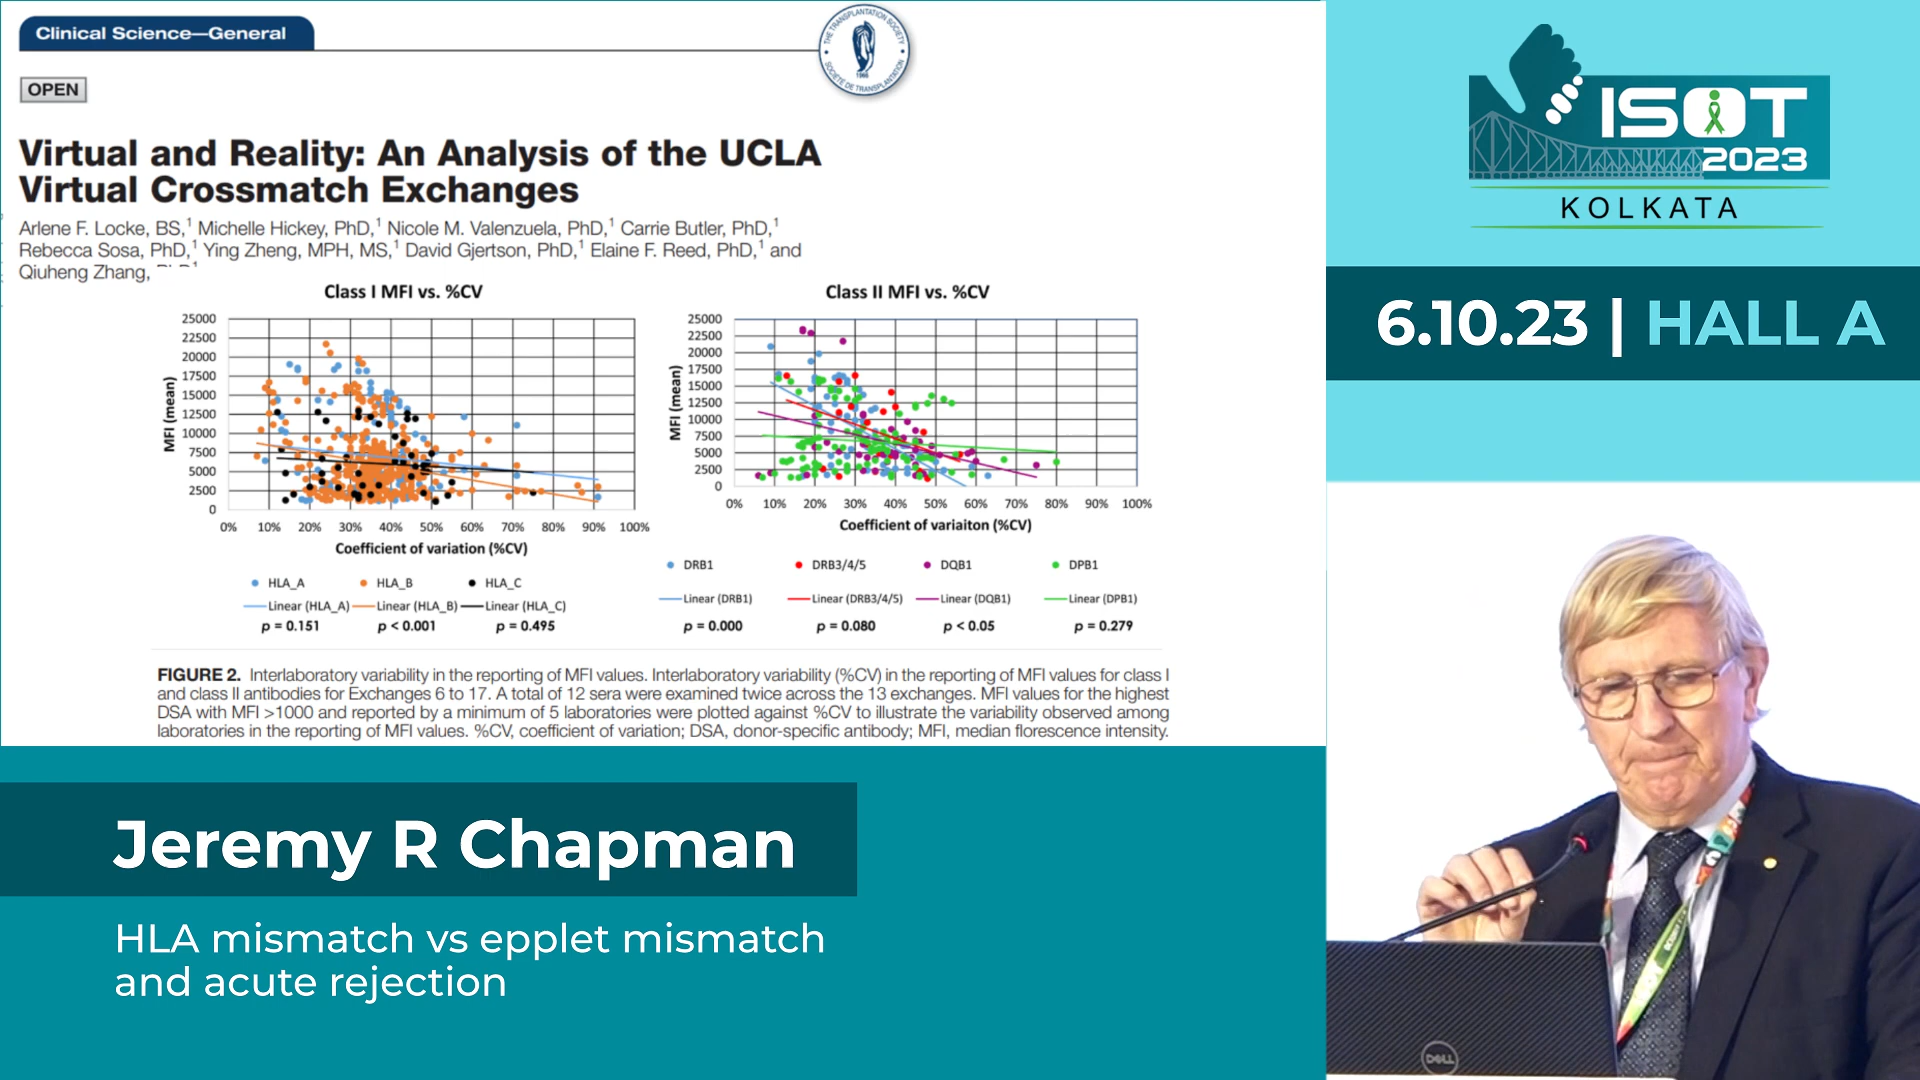 Clinical Science—General
THE TRANSPLANTATION SOCIETY
SOCIÉTÉ DE TRANSPLANTATION
1966
OPEN
Virtual and Reality: An Analysis of the UCLA
Virtual Crossmatch Exchanges
Arlene F. Locke, BS,1 Michelle Hickey, PhD,1 Nicole M. Valenzuela, PhD,1 Carrie Butler, PhD,1
Rebecca Sosa, PhD,1 Ying Zheng, MPH, MS,1 David Gjertson, PhD,1 Elaine F. Reed, PhD,1 and
Qiuheng Zhang,
Class I MFI vs. %CV
MFI (mean)
25000
22500
20000
17500
15000
12500
10000
7500
5000
2500
0
0% 10% 20% 30% 40% 50% 60% 70% 80% 90% 100%
Coefficient of variation (%CV)
HLA_A HLA_B HLA_C
Linear (HLA_A) Linear (HLA_B) Linear (HLA_C)
p = 0.151 p < 0.001 p = 0.495
Class II MFI vs. %CV
MFI (mean)
25000
22500
20000
17500
15000
12500
10000
7500
5000
2500
0
0% 10% 20% 30% 40% 50% 60% 70% 80% 90% 100%
Coefficient of variaiton (%CV)
DRB1 DRB3/4/5 DQB1 DPB1
Linear (DRB1) Linear (DRB3/4/5) Linear (DQB1) Linear (DPB1)
p = 0.000 p = 0.080 p < 0.05 p = 0.279
FIGURE 2. Interlaboratory variability in the reporting of MFI values. Interlaboratory variability (%CV) in the reporting of MFI values for class I
and class II antibodies for Exchanges 6 to 17. A total of 12 sera were examined twice across the 13 exchanges. MFI values for the highest
DSA with MFI >1000 and reported by a minimum of 5 laboratories were plotted against %CV to illustrate the variability observed among
laboratories in the reporting of MFI values. %CV, coefficient of variation; DSA, donor-specific antibody; MFI, median florescence intensity.
Jeremy R Chapman
HLA mismatch vs epplet mismatch
and acute rejection
ISOT
2023
KOLKATA
6.10.23 | HALL A
DELL